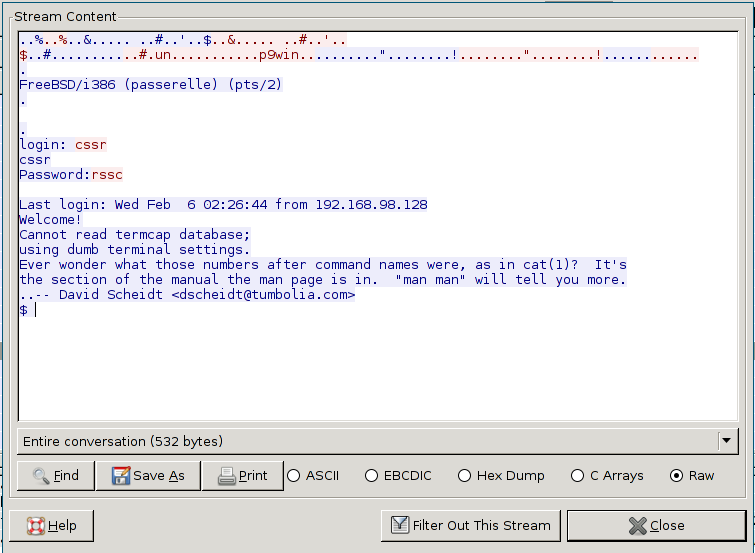 Stream Content
..%..%..&..... ..#..'..$..&..... ..#..'..
$..#...........#.un...........p9win..........."........!........"........!.............
.
FreeBSD/i386 (passerelle) (pts/2)
.
.
login: cssr
cssr
Password:rssc
Last login: Wed Feb  6 02:26:44 from 192.168.98.128
Welcome!
Cannot read termcap database;
using dumb terminal settings.
Ever wonder what those numbers after command names were, as in cat(1)?  It's
the section of the manual the man page is in.  "man man" will tell you more.
..-- David Scheidt <dscheidt@tumbolia.com>
$
Entire conversation (532 bytes)
Find Save As Print ASCII EBCDIC Hex Dump C Arrays Raw
Help Filter Out This Stream Close